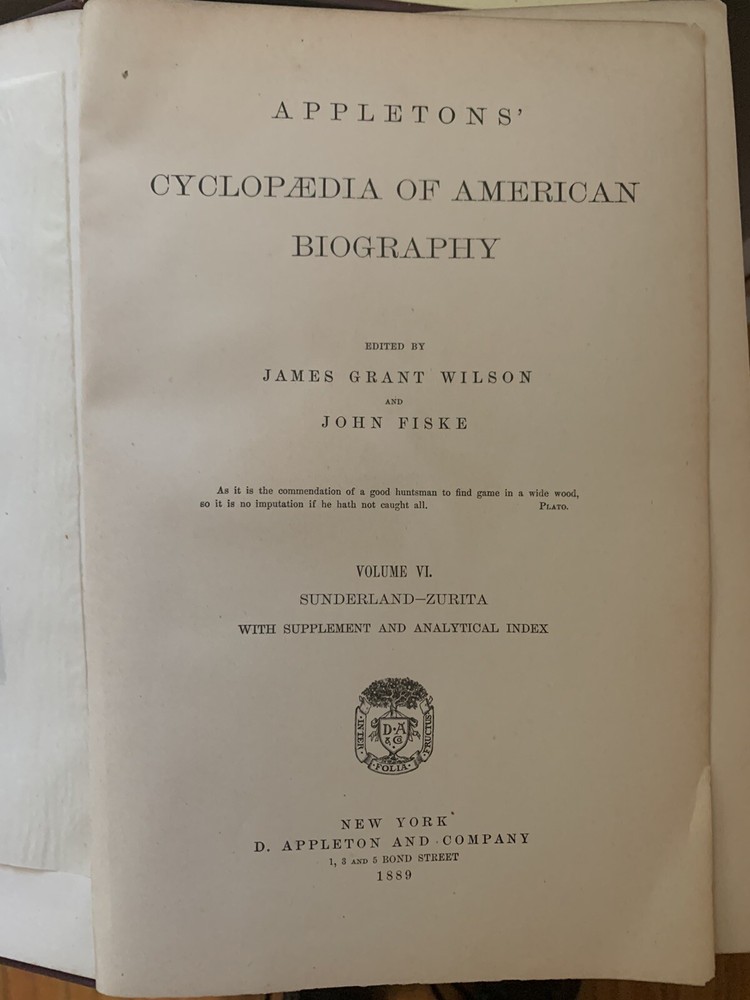 APPLETONS'
CYCLOPÆDIA OF AMERICAN
BIOGRAPHY
EDITED BY
JAMES GRANT WILSON
AND
JOHN FISKE
As it is the commendation of a good huntsman to find game in a wide wood,
so it is no imputation if he hath not caught all. PLATO.
VOLUME VI.
SUNDERLAND–ZURITA
WITH SUPPLEMENT AND ANALYTICAL INDEX
INTER
FOLIA
FRUCTUS
D·A
& Co
NEW YORK
D. APPLETON AND COMPANY
1, 3 AND 5 BOND STREET
1889